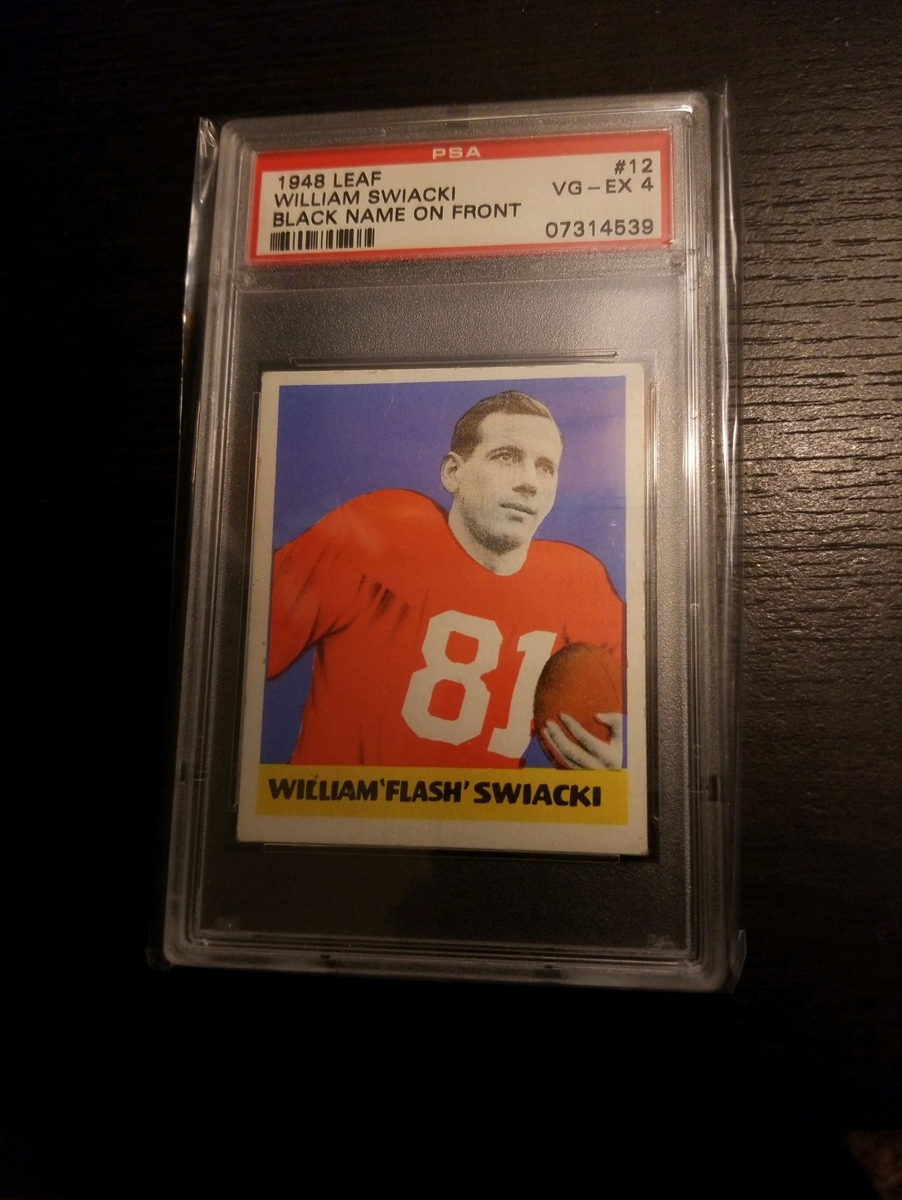 PSA
1948 LEAF #12
WILLIAM SWIACKI VG-EX 4
BLACK NAME ON FRONT
07314539
81
WILLIAM 'FLASH' SWIACKI